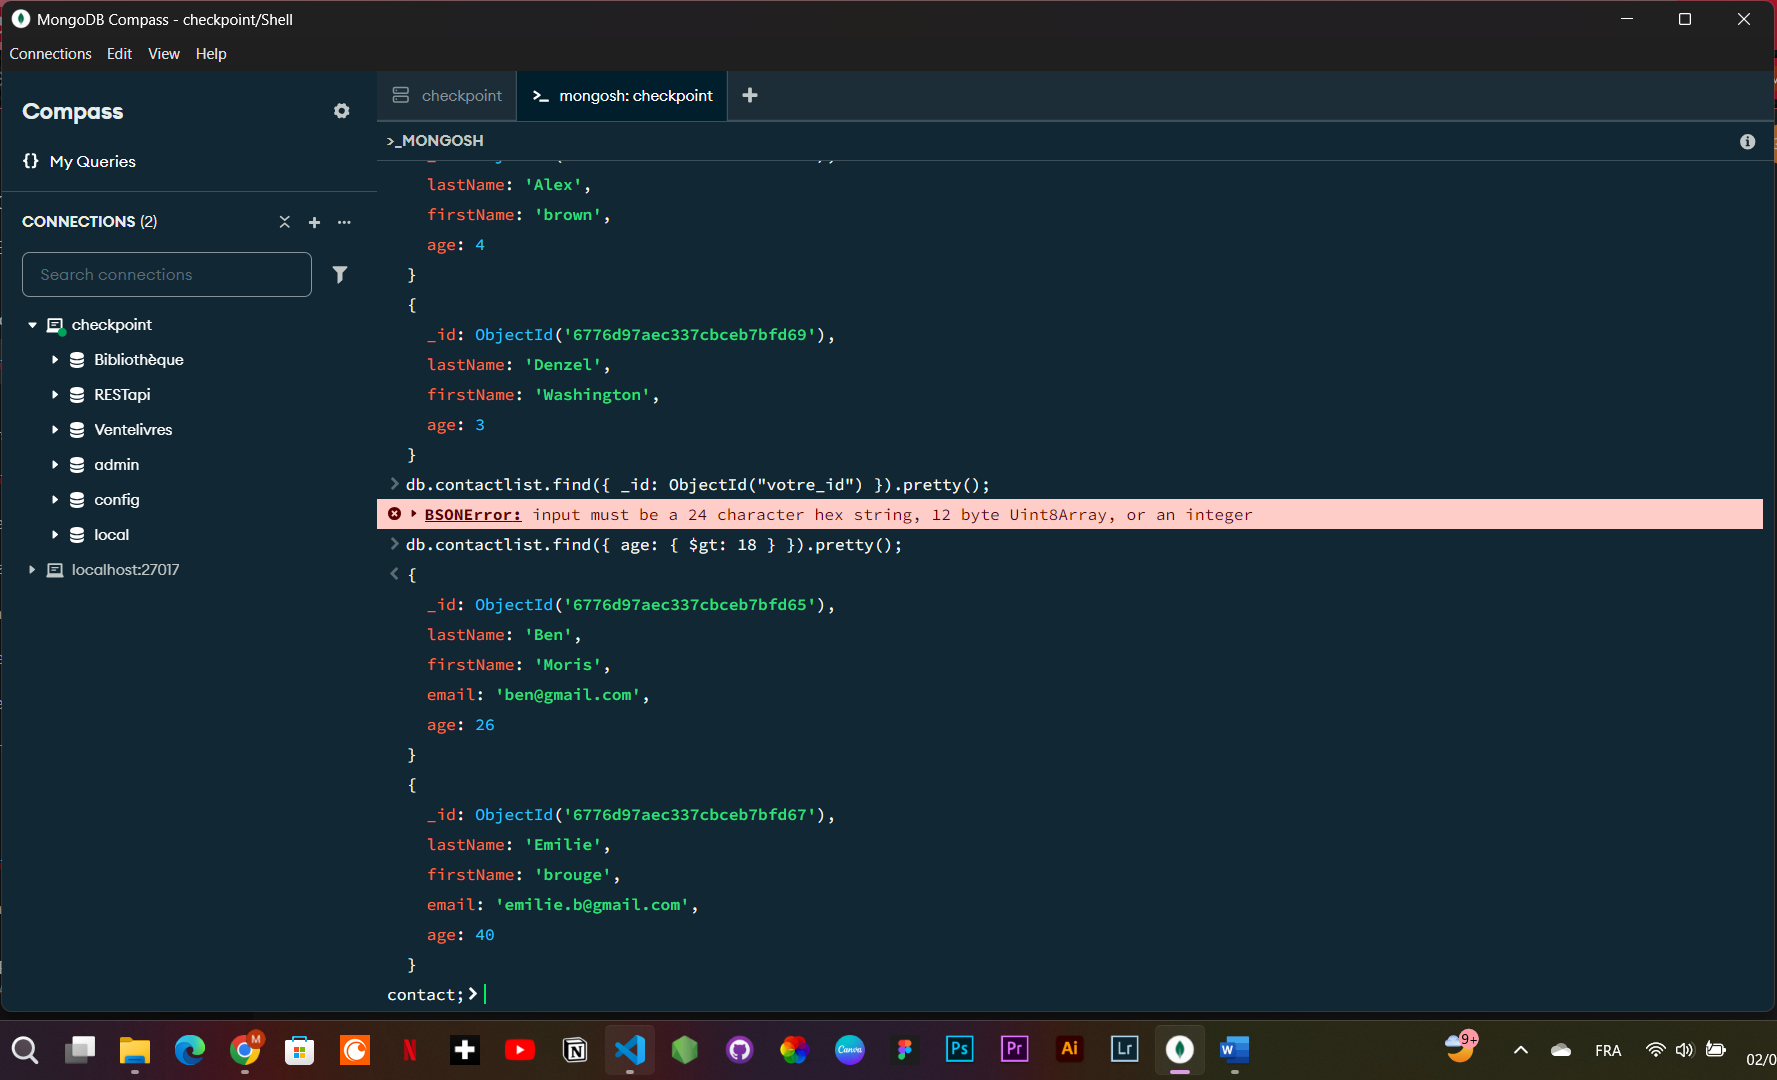 MongoDB Compass - checkpoint/Shell
Connections Edit View Help
Compass
{} My Queries
CONNECTIONS (2)
Search connections
checkpoint
Bibliothèque
RESTapi
Ventelivres
admin
config
local
localhost:27017
checkpoint
>_ mongosh: checkpoint
>_MONGOSH
lastName: 'Alex',
firstName: 'brown',
age: 4
}
{
_id: ObjectId('6776d97aec337cbceb7bfd69'),
lastName: 'Denzel',
firstName: 'Washington',
age: 3
}
> db.contactlist.find({ _id: ObjectId("votre_id") }).pretty();
BSONError: input must be a 24 character hex string, 12 byte Uint8Array, or an integer
> db.contactlist.find({ age: { $gt: 18 } }).pretty();
< {
_id: ObjectId('6776d97aec337cbceb7bfd65'),
lastName: 'Ben',
firstName: 'Moris',
email: 'ben@gmail.com',
age: 26
}
{
_id: ObjectId('6776d97aec337cbceb7bfd67'),
lastName: 'Emilie',
firstName: 'brouge',
email: 'emilie.b@gmail.com',
age: 40
}
contact;>
M
N
Canva
Ps
Pr
Ai
Lr
W
9+
FRA
02/0